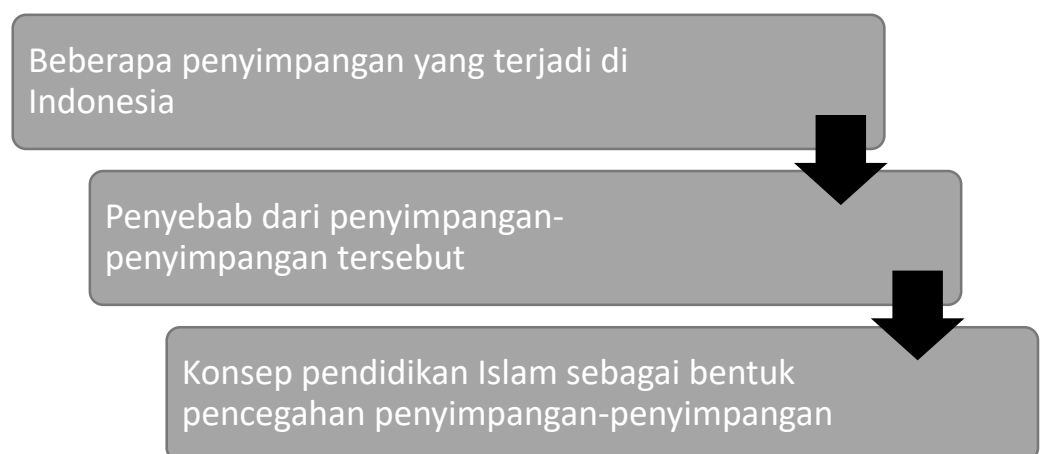 Beberapa penyimpangan yang terjadi di
Indonesia
Penyebab dari penyimpangan-
penyimpangan tersebut
Konsep pendidikan Islam sebagai bentuk
pencegahan penyimpangan-penyimpangan